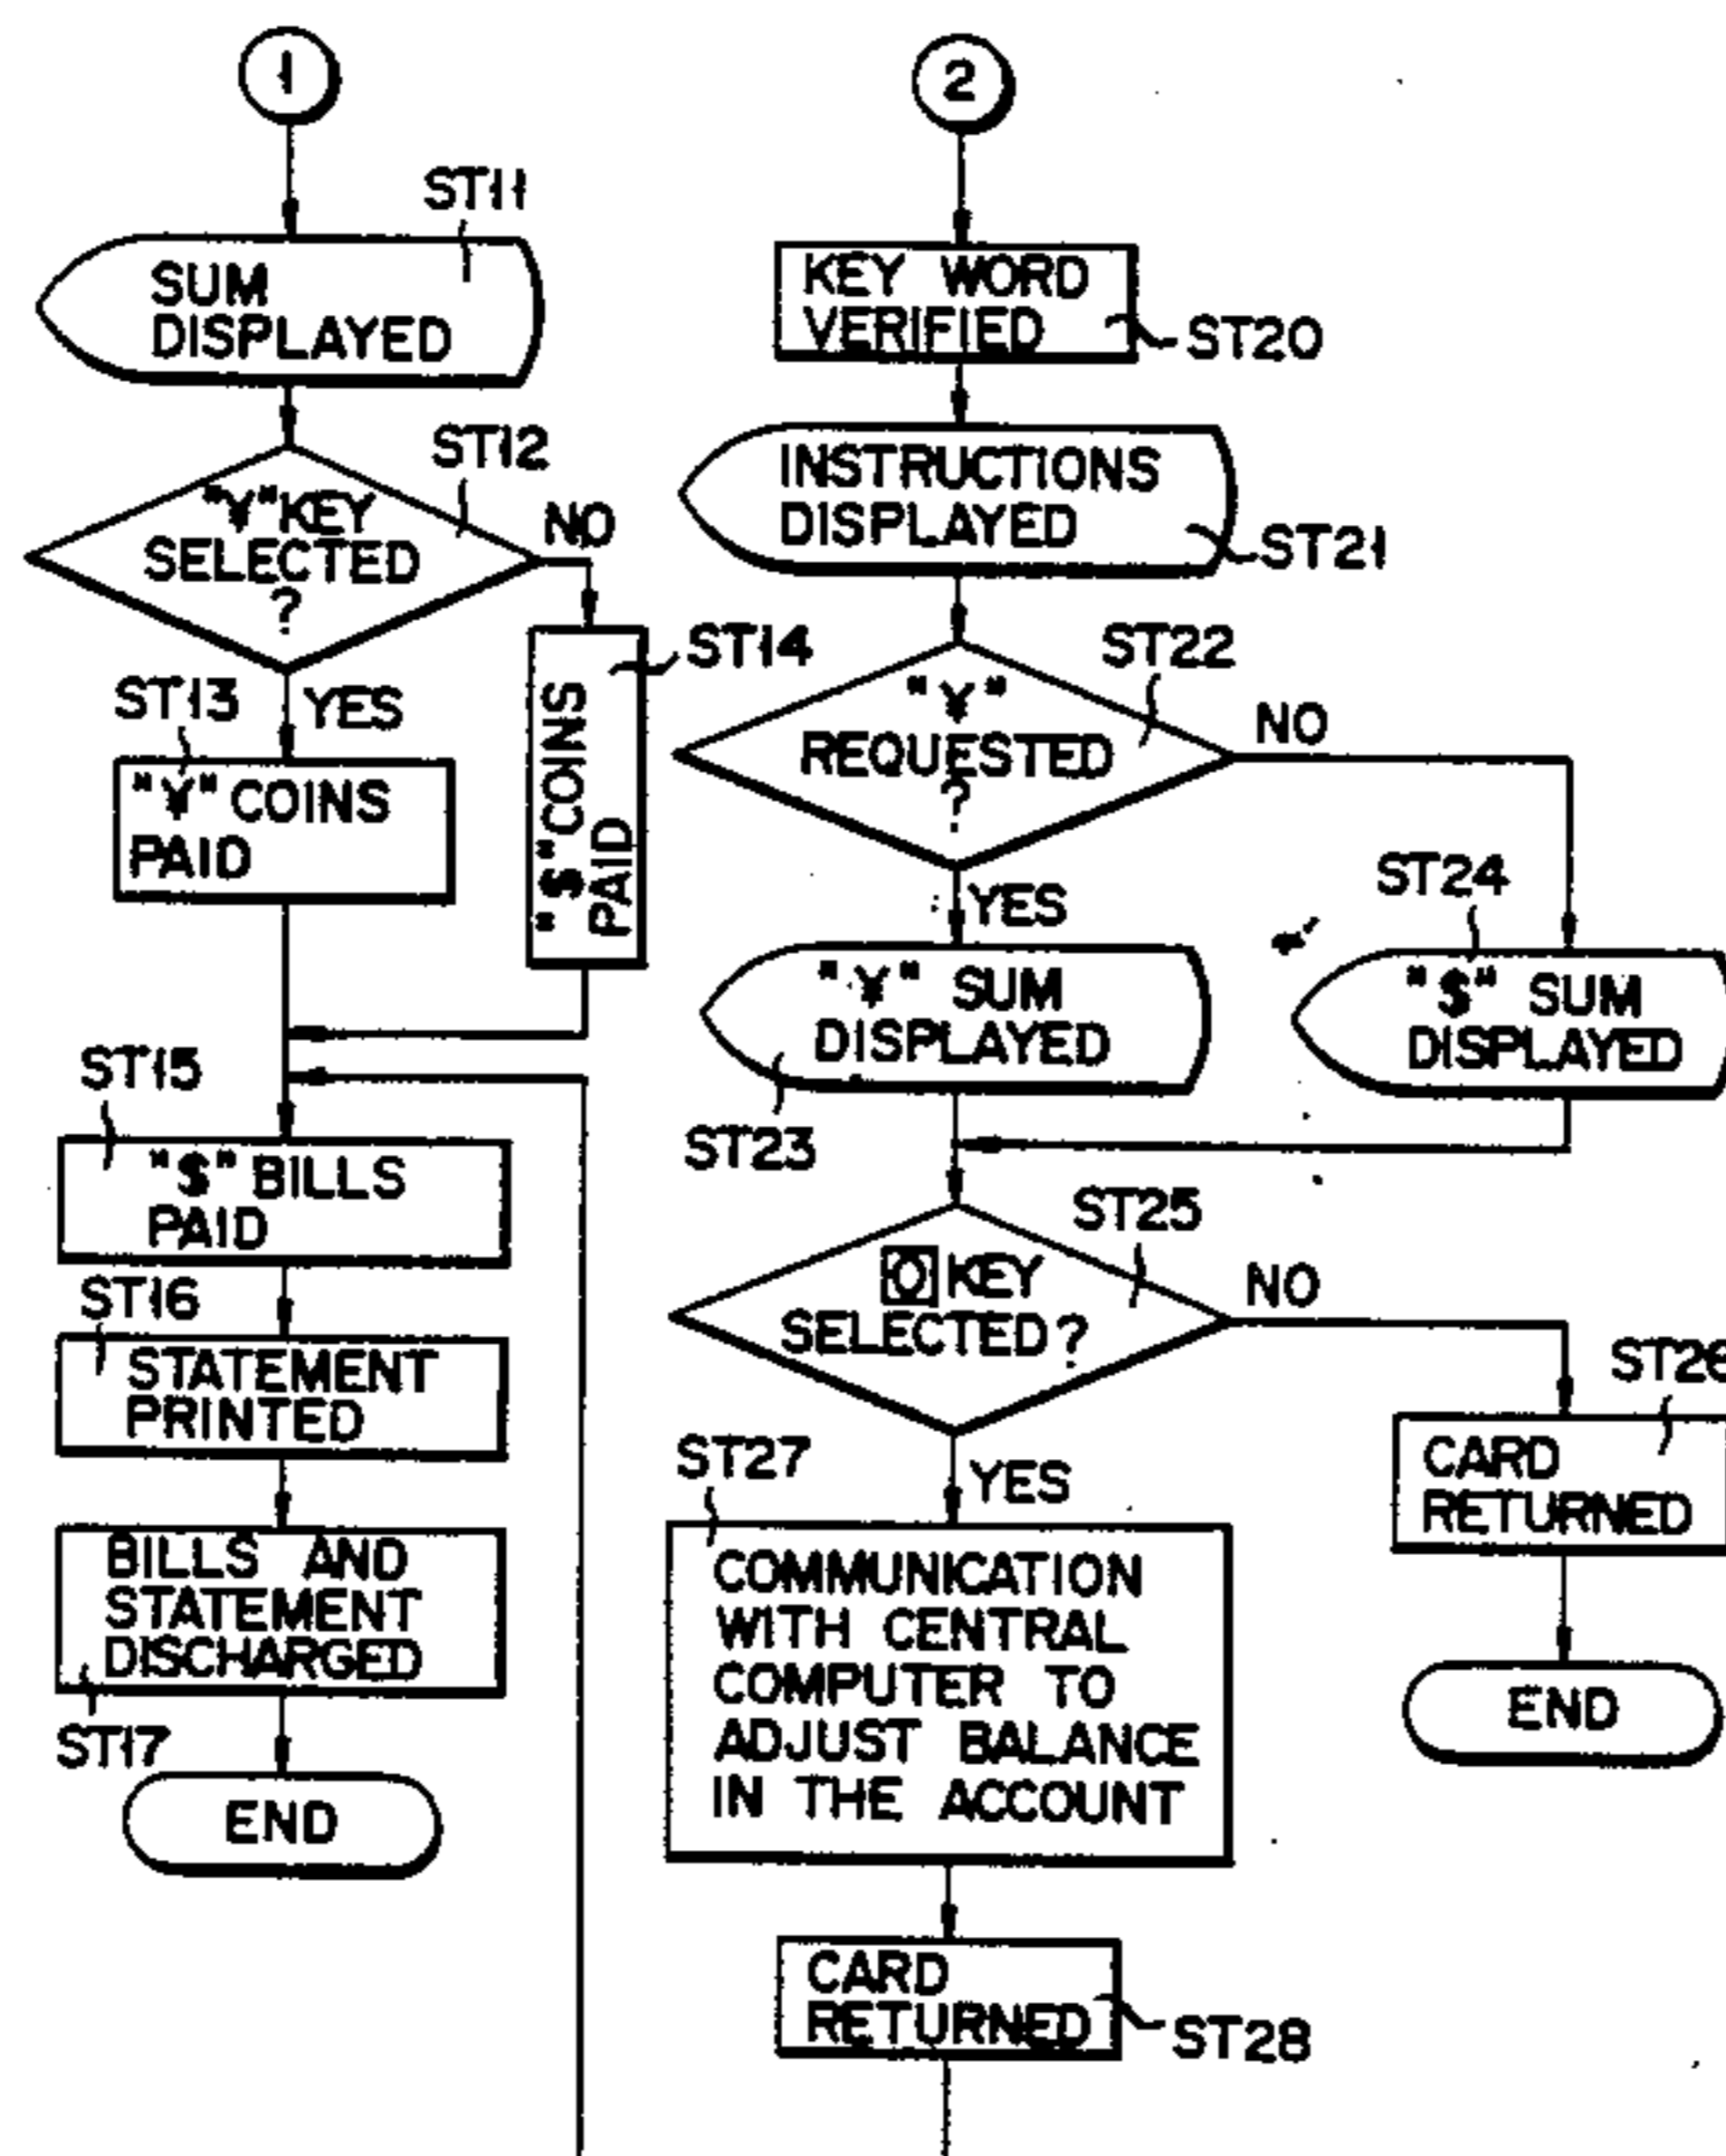 1
ST11
SUM
DISPLAYED
ST12
"¥" KEY
SELECTED
?
NO
ST14
"$" COINS
PAID
ST13
YES
"¥" COINS
PAID
ST15
"$" BILLS
PAID
ST16
STATEMENT
PRINTED
BILLS AND
STATEMENT
DISCHARGED
ST17
END
2
KEY WORD
VERIFIED
ST20
INSTRUCTIONS
DISPLAYED
ST21
ST22
"¥"
REQUESTED
?
NO
YES
ST24
"¥" SUM
DISPLAYED
"$" SUM
DISPLAYED
ST23
ST25
O KEY
SELECTED?
NO
ST26
CARD
RETURNED
END
ST27
YES
COMMUNICATION
WITH CENTRAL
COMPUTER TO
ADJUST BALANCE
IN THE ACCOUNT
CARD
RETURNED
ST28